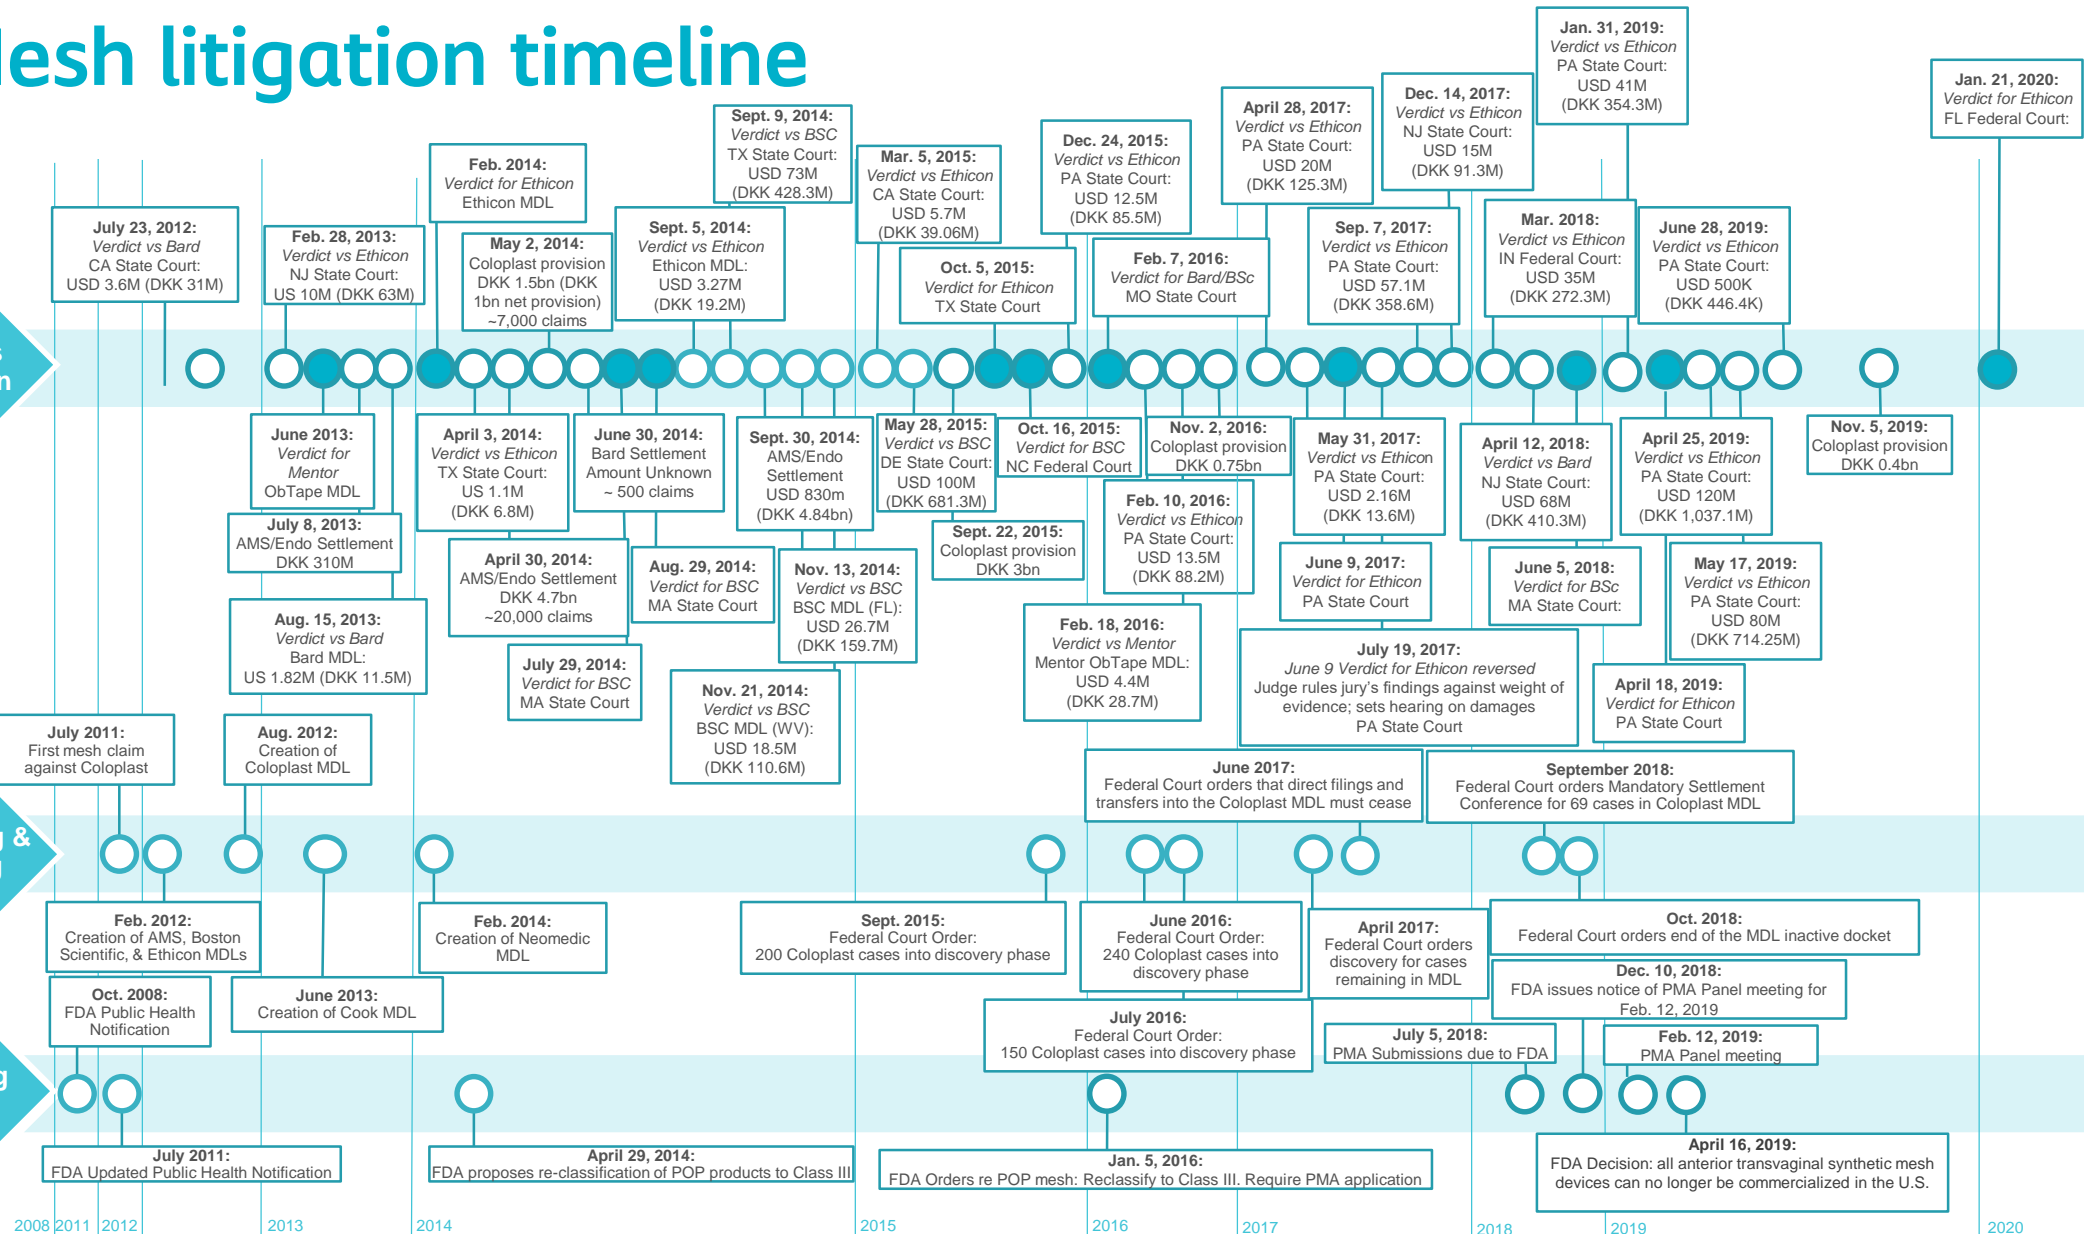 lesh litigation timeline
Jan. 31, 2019:
Verdict vs Ethicon
PA State Court:
USD 41M
(DKK 354.3M)
Jan. 21, 2020:
Verdict for Ethicon
FL Federal Court:
Dec. 14, 2017:
Verdict vs Ethicon
NJ State Court:
USD 15M
(DKK 91.3M)
April 28, 2017:
Verdict vs Ethicon
PA State Court:
USD 20M
(DKK 125.3M)
Sept. 9, 2014:
Verdict vs BSC
TX State Court:
USD 73M
(DKK 428.3M)
Dec. 24, 2015:
Verdict vs Ethicon
PA State Court:
USD 12.5M
(DKK 85.5M)
Feb. 2014:
Verdict for Ethicon
Ethicon MDL
Mar. 5, 2015:
Verdict vs Ethicon
CA State Court:
USD 5.7M
(DKK 39.06M)
July 23, 2012:
Verdict vs Bard
CA State Court:
USD 3.6M (DKK 31M)
Feb. 28, 2013:
Verdict vs Ethicon
NJ State Court:
US 10M (DKK 63M)
May 2, 2014:
Coloplast provision
DKK 1.5bn (DKK
1bn net provision)
~7,000 claims
Sept. 5, 2014:
Verdict vs Ethicon
Ethicon MDL:
USD 3.27M
(DKK 19.2M)
Oct. 5, 2015:
Verdict for Ethicon
TX State Court
Feb. 7, 2016:
Verdict for Bard/BSc
MO State Court
Sep. 7, 2017:
Verdict vs Ethicon
PA State Court:
USD 57.1M
(DKK 358.6M)
Mar. 2018:
Verdict vs Ethicon
IN Federal Court:
USD 35M
(DKK 272.3M)
June 28, 2019:
Verdict vs Ethicon
PA State Court:
USD 500K
(DKK 446.4K)
s
n
June 2013:
Verdict for
Mentor
ObTape MDL
July 8, 2013:
AMS/Endo Settlement
DKK 310M
Aug. 15, 2013:
Verdict vs Bard
Bard MDL:
US 1.82M (DKK 11.5M)
April 3, 2014:
Verdict vs Ethicon
TX State Court:
US 1.1M
(DKK 6.8M)
April 30, 2014:
AMS/Endo Settlement
DKK 4.7bn
~20,000 claims
June 30, 2014:
Bard Settlement
Amount Unknown
~ 500 claims
July 29, 2014:
Verdict for BSC
MA State Court
Aug. 29, 2014:
Verdict for BSC
MA State Court
Sept. 30, 2014:
AMS/Endo
Settlement
USD 830m
(DKK 4.84bn)
Nov. 13, 2014:
Verdict vs BSC
BSC MDL (FL):
USD 26.7M
(DKK 159.7M)
Nov. 21, 2014:
Verdict vs BSC
BSC MDL (WV):
USD 18.5M
(DKK 110.6M)
May 28, 2015:
Verdict vs BSC
DE State Court:
USD 100M
(DKK 681.3M)
Sept. 22, 2015:
Coloplast provision
DKK 3bn
Oct. 16, 2015:
Verdict for BSC
NC Federal Court
Nov. 2, 2016:
Coloplast provision
DKK 0.75bn
Feb. 10, 2016:
Verdict vs Ethicon
PA State Court:
USD 13.5M
(DKK 88.2M)
Feb. 18, 2016:
Verdict vs Mentor
Mentor ObTape MDL:
USD 4.4M
(DKK 28.7M)
May 31, 2017:
Verdict vs Ethicon
PA State Court:
USD 2.16M
(DKK 13.6M)
June 9, 2017:
Verdict for Ethicon
PA State Court
July 19, 2017:
June 9 Verdict for Ethicon reversed
Judge rules jury's findings against weight of
evidence; sets hearing on damages
PA State Court
April 12, 2018:
Verdict vs Bard
NJ State Court:
USD 68M
(DKK 410.3M)
June 5, 2018:
Verdict for BSc
MA State Court:
April 25, 2019:
Verdict vs Ethicon
PA State Court:
USD 120M
(DKK 1,037.1M)
May 17, 2019:
Verdict vs Ethicon
PA State Court:
USD 80M
(DKK 714.25M)
April 18, 2019:
Verdict for Ethicon
PA State Court
Nov. 5, 2019:
Coloplast provision
DKK 0.4bn
July 2011:
First mesh claim
against Coloplast
Aug. 2012:
Creation of
Coloplast MDL
June 2017:
Federal Court orders that direct filings and
transfers into the Coloplast MDL must cease
September 2018:
Federal Court orders Mandatory Settlement
Conference for 69 cases in Coloplast MDL
g &
g
Feb. 2012:
Creation of AMS, Boston
Scientific, & Ethicon MDLs
June 2013:
Creation of Cook MDL
Feb. 2014:
Creation of Neomedic
MDL
Sept. 2015:
Federal Court Order:
200 Coloplast cases into discovery phase
June 2016:
Federal Court Order:
240 Coloplast cases into
discovery phase
July 2016:
Federal Court Order:
150 Coloplast cases into discovery phase
April 2017:
Federal Court orders
discovery for cases
remaining in MDL
Oct. 2018:
Federal Court orders end of the MDL inactive docket
Oct. 2008:
FDA Public Health
Notification
July 5, 2018:
PMA Submissions due to FDA
Dec. 10, 2018:
FDA issues notice of PMA Panel meeting for
Feb. 12, 2019
Feb. 12, 2019:
PMA Panel meeting
g
July 2011:
FDA Updated Public Health Notification
April 29, 2014:
FDA proposes re-classification of POP products to Class III
Jan. 5, 2016:
FDA Orders re POP mesh: Reclassify to Class III. Require PMA application
April 16, 2019:
FDA Decision: all anterior transvaginal synthetic mesh
devices can no longer be commercialized in the U.S.
2008 2011 2012 2013 2014 2015 2016 2017 2018 2019 2020